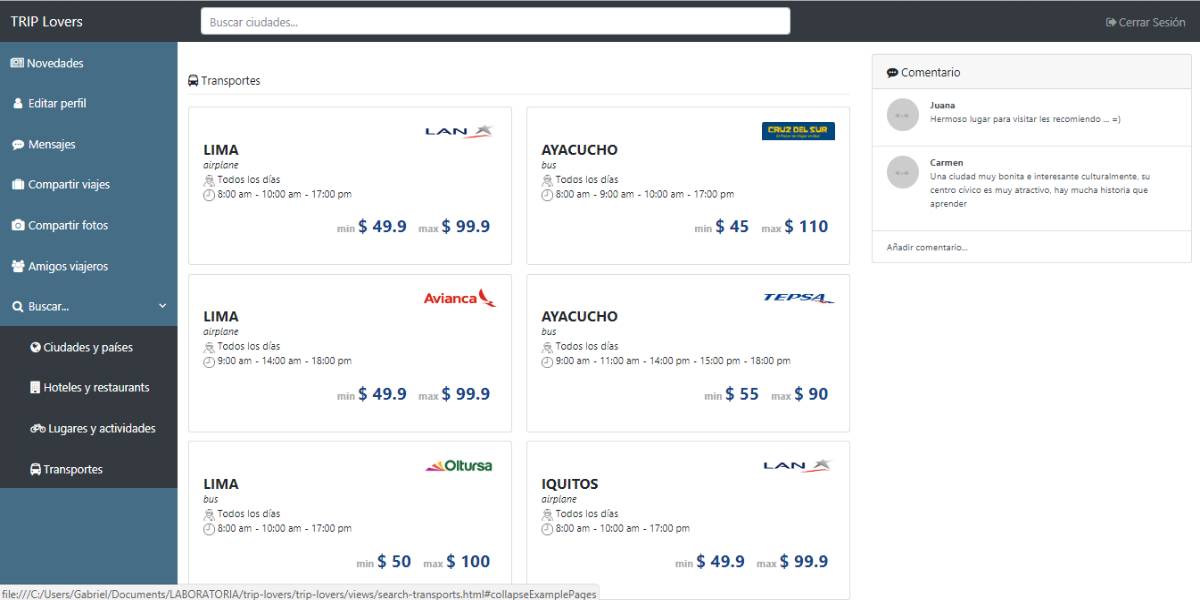 TRIP Lovers
Buscar ciudades...
Cerrar Sesión
Novedades
Editar perfil
Mensajes
Compartir viajes
Compartir fotos
Amigos viajeros
Buscar...
Ciudades y países
Hoteles y restaurants
Lugares y actividades
Transportes
Transportes
LAN
LIMA
airplane
Todos los días
8:00 am - 10:00 am - 17:00 pm
min $ 49.9 max $ 99.9
CRUZ DEL SUR
AYACUCHO
bus
Todos los días
8:00 am - 9:00 am - 10:00 am - 17:00 pm
min $ 45 max $ 110
Avianca
LIMA
airplane
Todos los días
9:00 am - 14:00 am - 18:00 pm
min $ 49.9 max $ 99.9
TEPSA
AYACUCHO
bus
Todos los días
9:00 am - 11:00 am - 14:00 pm - 15:00 pm - 18:00 pm
min $ 55 max $ 90
Oltursa
LIMA
bus
Todos los días
8:00 am - 10:00 am - 17:00 pm
min $ 50 max $ 100
LAN
IQUITOS
airplane
Todos los días
8:00 am - 10:00 am - 17:00 pm
min $ 49.9 max $ 99.9
Comentario
Juana
Hermoso lugar para visitar les recomiendo ... =)
Carmen
Una ciudad muy bonita e interesante culturalmente, su
centro cívico es muy atractivo, hay mucha historia que
aprender
Añadir comentario...
file:///C:/Users/Gabriel/Documents/LABORATORIA/trip-lovers/trip-lovers/views/search-transports.html#collapseExamplePages